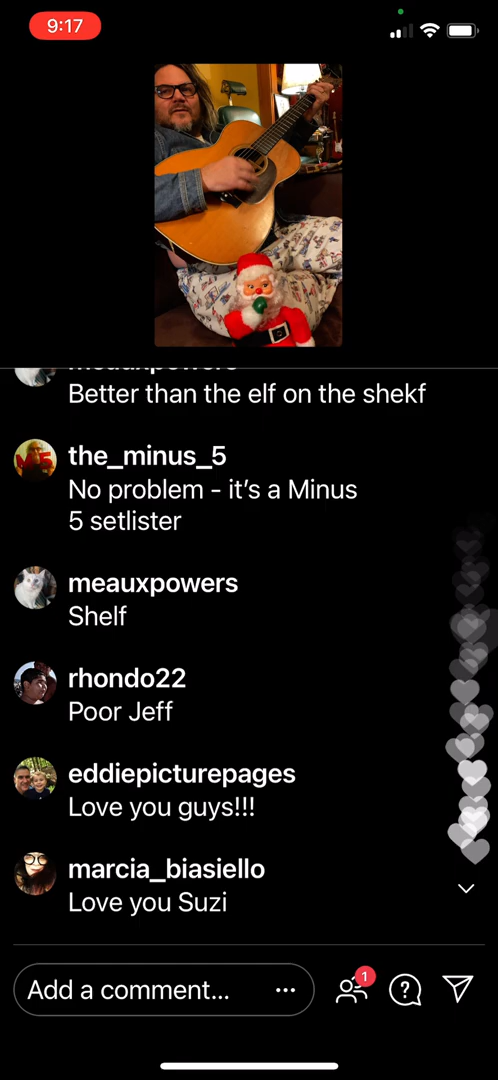 9:17
meauxpowers
Better than the elf on the shekf
the_minus_5
No problem - it's a Minus
5 setlister
meauxpowers
Shelf
rhondo22
Poor Jeff
eddiepicturepages
Love you guys!!!
marcia_biasiello
Love you Suzi
Add a comment...
1